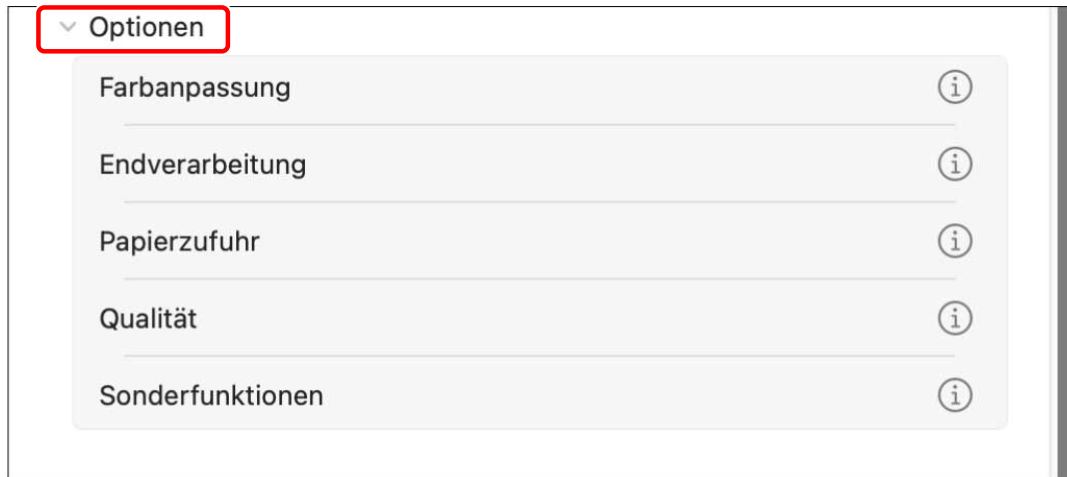 Optionen
Farbanpassung
Endverarbeitung
Papierzufuhr
Qualität
Sonderfunktionen